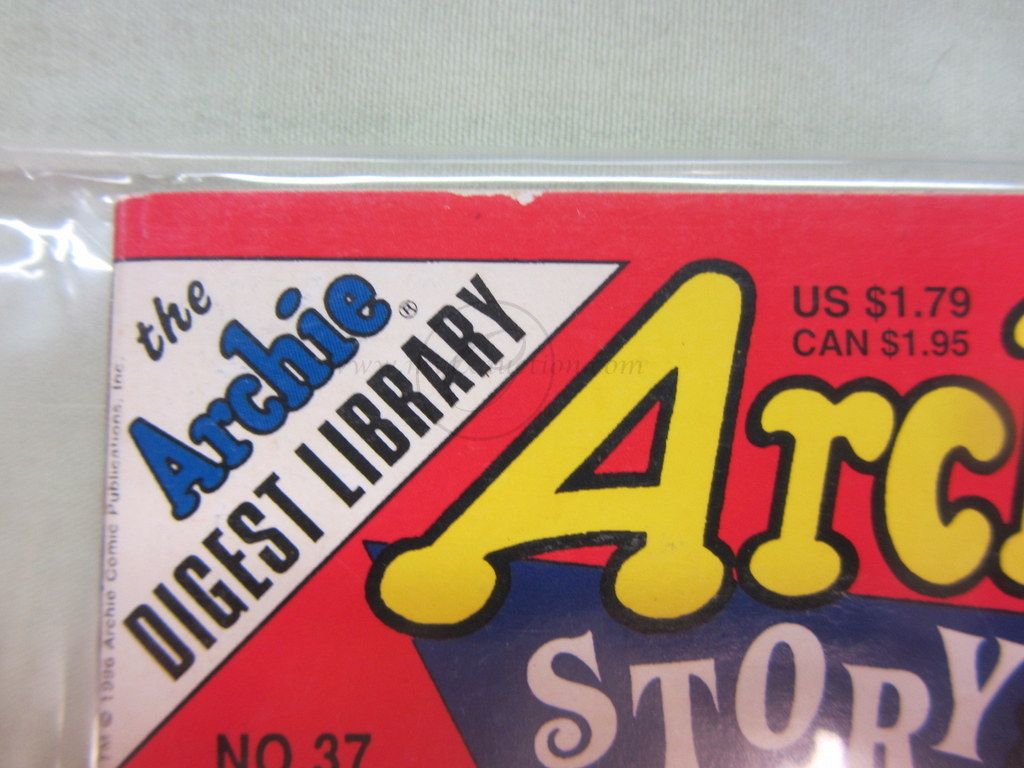 the
Archie®
DIGEST LIBRARY
US $1.79
CAN $1.95
STORY
NO. 37
TM © 1996 Archie Comic Publications, Inc.